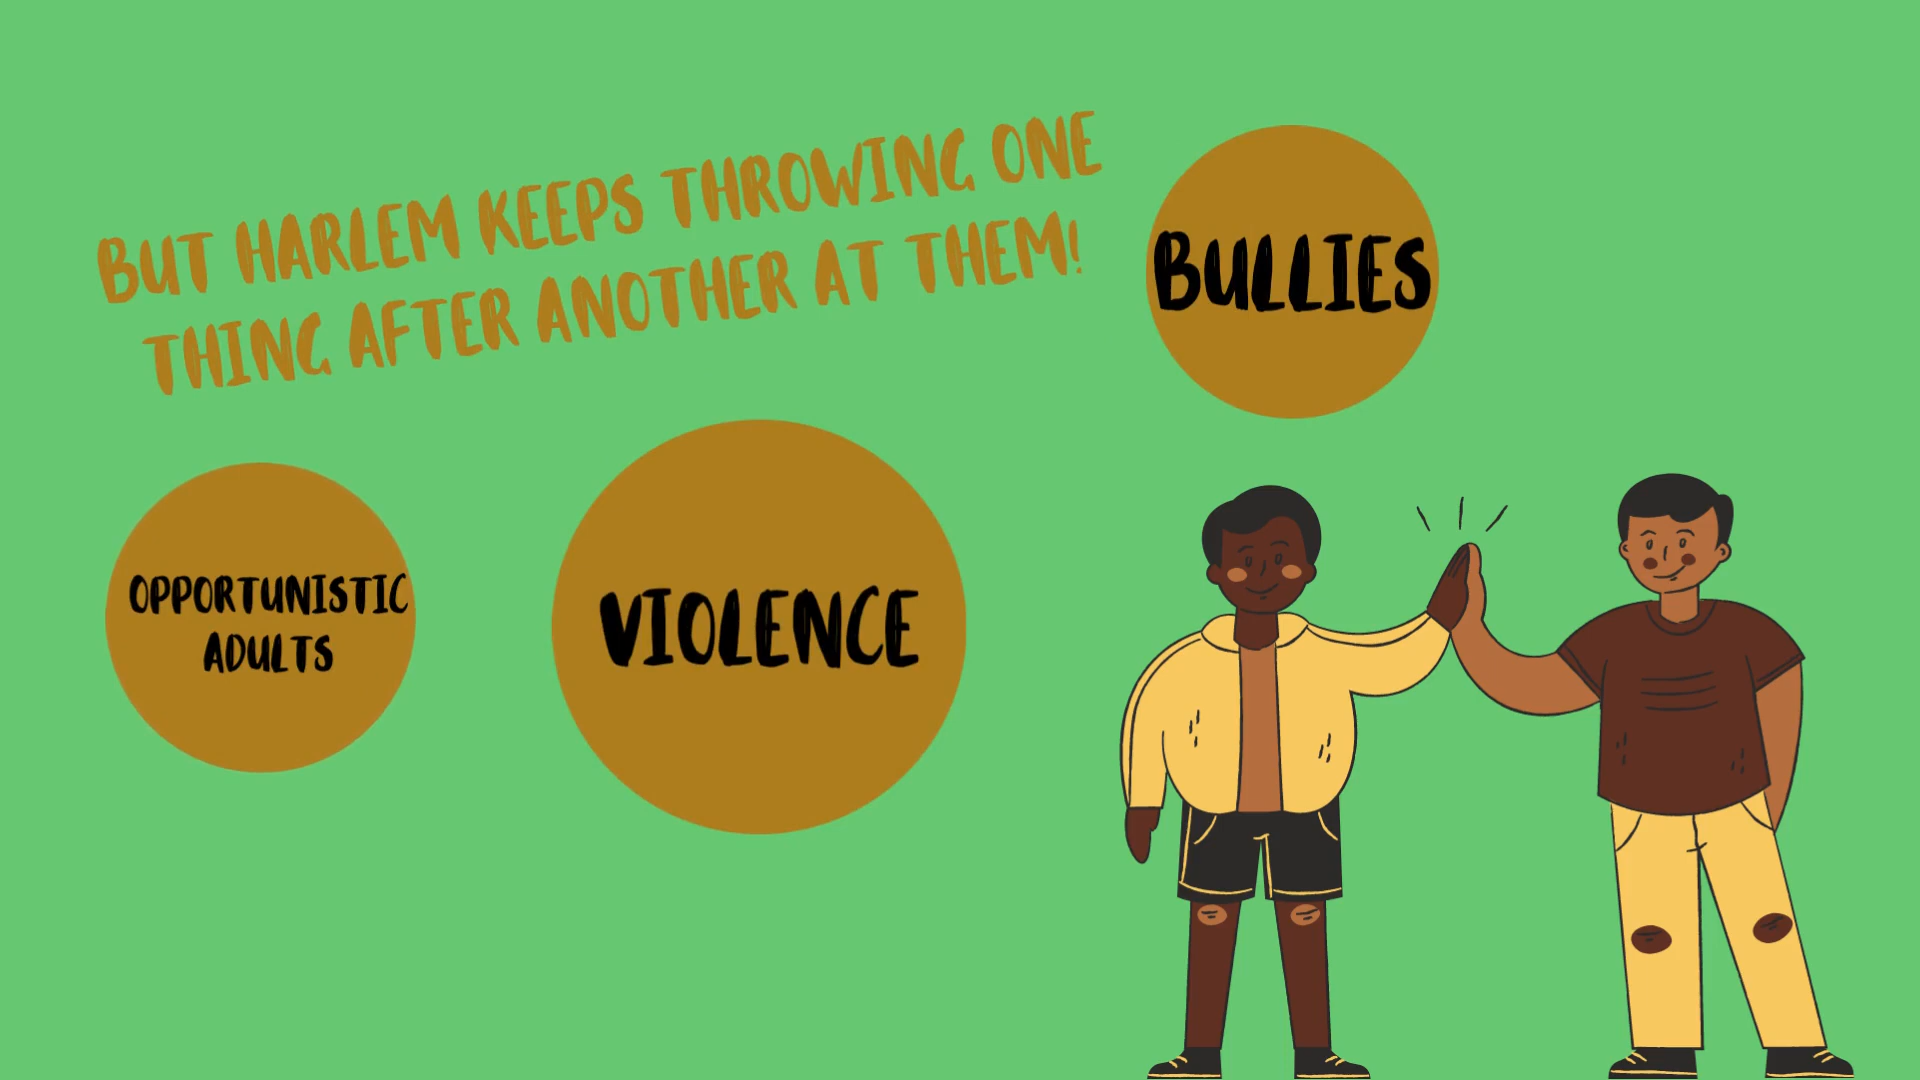 BUT HARLEM KEEPS THROWING ONE
THING AFTER ANOTHER AT THEM!
BULLIES
OPPORTUNISTIC
ADULTS
VIOLENCE